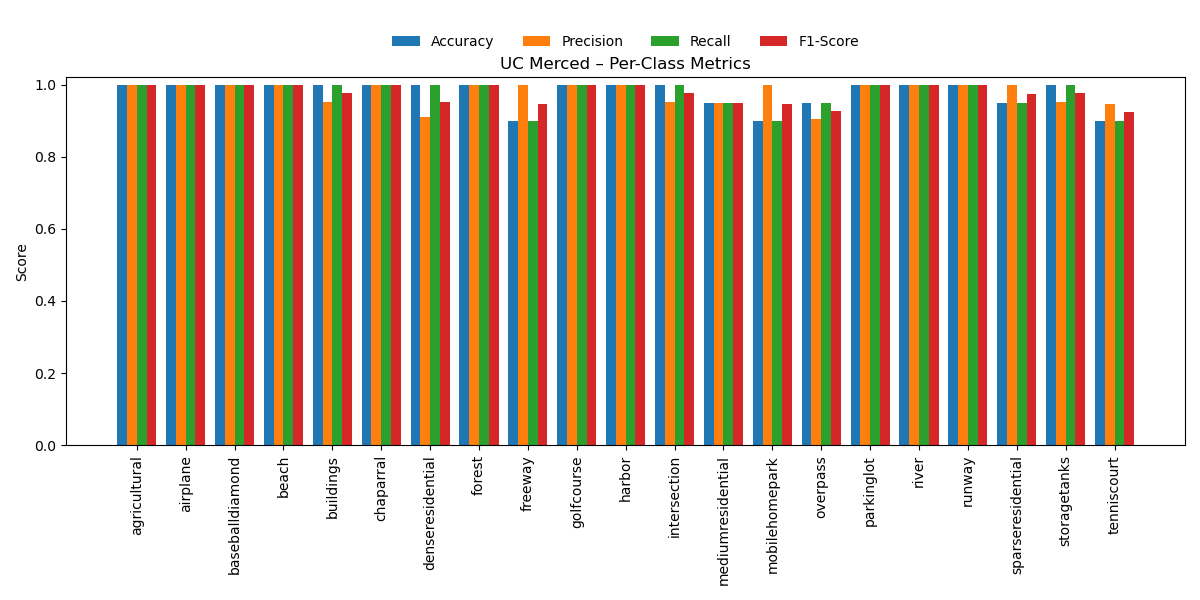 Accuracy Precision Recall F1-Score
UC Merced – Per-Class Metrics
1.0
0.8
0.6
0.4
0.2
0.0
Score
agricultural
airplane
baseballdiamond
beach
buildings
chaparral
denseresidential
forest
freeway
golfcourse
harbor
intersection
mediumresidential
mobilehomepark
overpass
parkinglot
river
runway
sparseresidential
storagetanks
tenniscourt